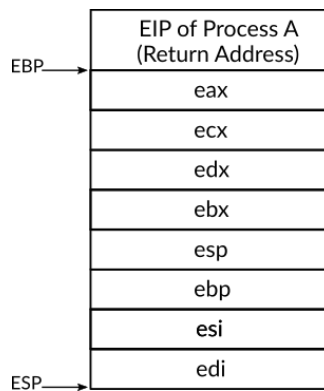 EIP of Process A
(Return Address)
EBP
eax
ecx
edx
ebx
esp
ebp
esi
edi
ESP